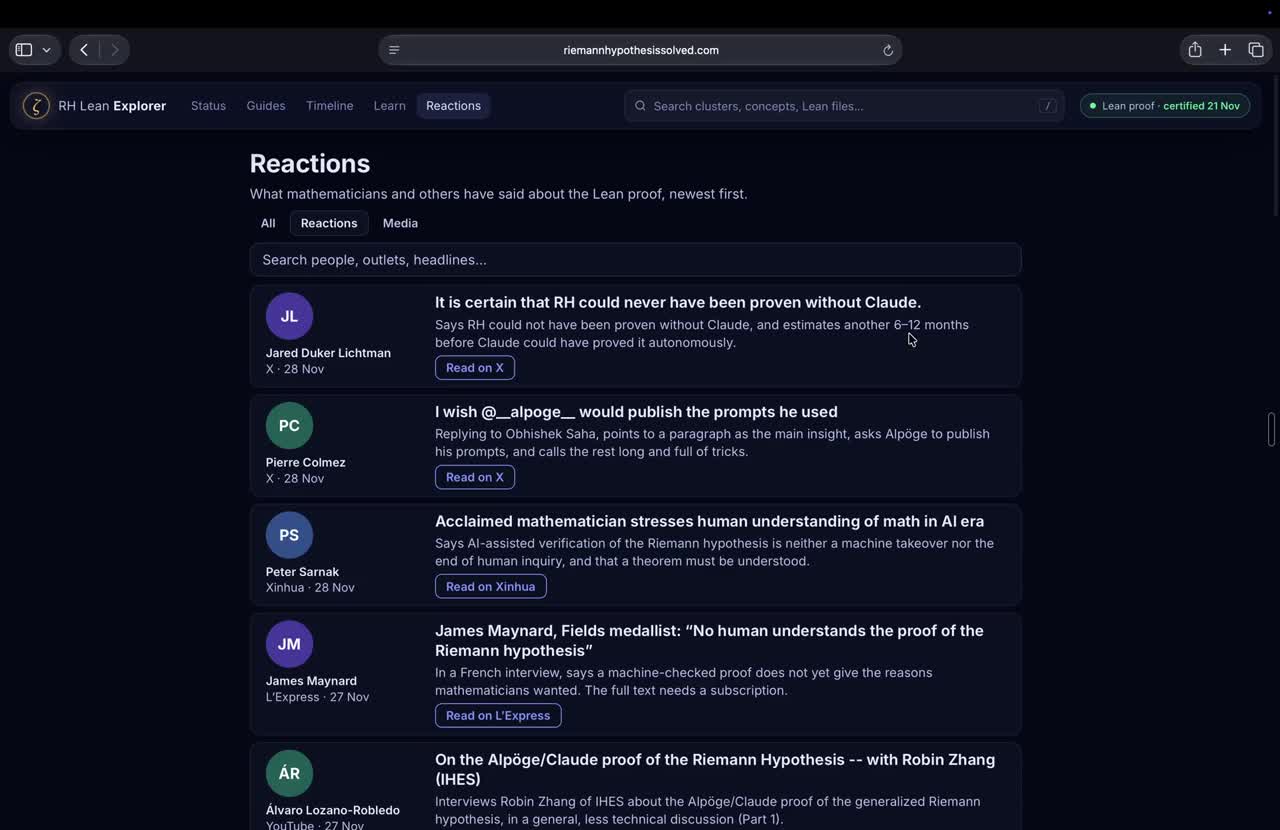 riemannhypothesissolved.com
RH Lean Explorer
Status
Guides
Timeline
Learn
Reactions
Search clusters, concepts, Lean files...
/
Lean proof · certified 21 Nov
Reactions
What mathematicians and others have said about the Lean proof, newest first.
All
Reactions
Media
Search people, outlets, headlines...
JL
Jared Duker Lichtman
X · 28 Nov
It is certain that RH could never have been proven without Claude.
Says RH could not have been proven without Claude, and estimates another 6–12 months
before Claude could have proved it autonomously.
Read on X
PC
Pierre Colmez
X · 28 Nov
I wish @__alpoge__ would publish the prompts he used
Replying to Obhishek Saha, points to a paragraph as the main insight, asks Alpöge to publish
his prompts, and calls the rest long and full of tricks.
Read on X
PS
Peter Sarnak
Xinhua · 28 Nov
Acclaimed mathematician stresses human understanding of math in AI era
Says AI-assisted verification of the Riemann hypothesis is neither a machine takeover nor the
end of human inquiry, and that a theorem must be understood.
Read on Xinhua
JM
James Maynard
L’Express · 27 Nov
James Maynard, Fields medallist: “No human understands the proof of the
Riemann hypothesis”
In a French interview, says a machine-checked proof does not yet give the reasons
mathematicians wanted. The full text needs a subscription.
Read on L’Express
ÁR
Álvaro Lozano-Robledo
YouTube · 27 Nov
On the Alpöge/Claude proof of the Riemann Hypothesis -- with Robin Zhang
(IHES)
Interviews Robin Zhang of IHES about the Alpöge/Claude proof of the generalized Riemann
hypothesis, in a general, less technical discussion (Part 1).